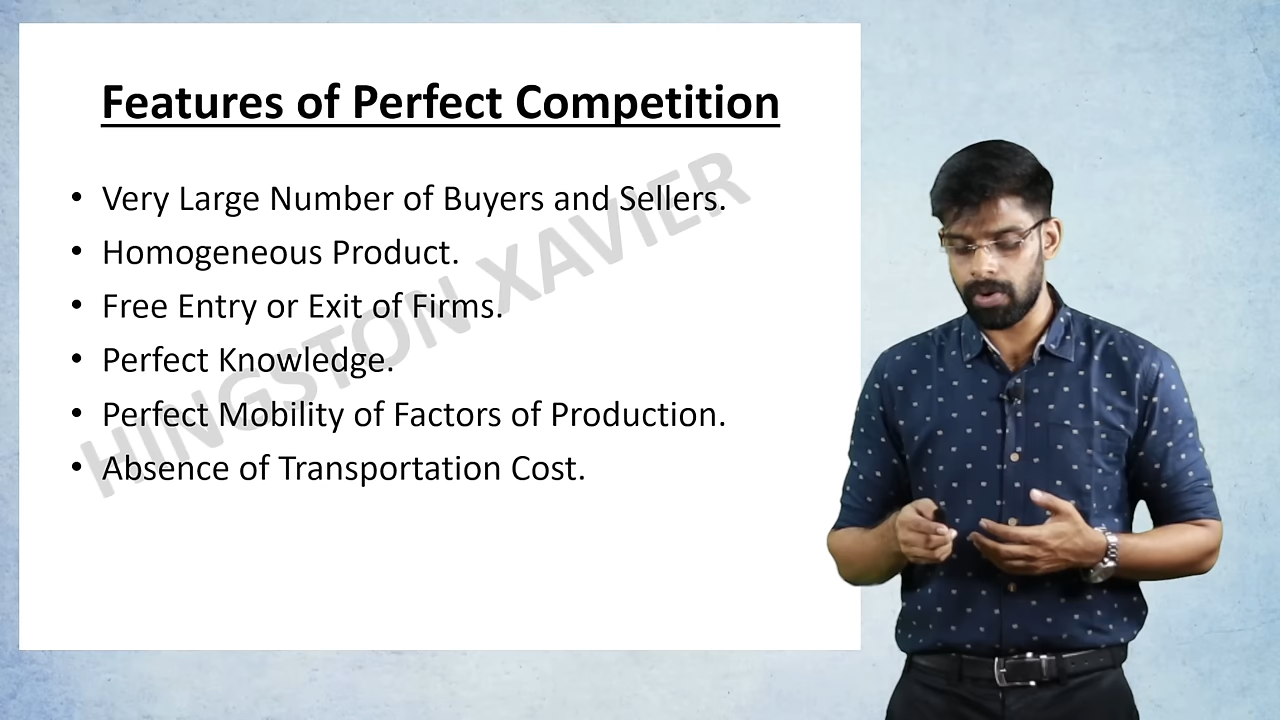 Features of Perfect Competition
• Very Large Number of Buyers and Sellers.
• Homogeneous Product.
• Free Entry or Exit of Firms.
• Perfect Knowledge.
• Perfect Mobility of Factors of Production.
• Absence of Transportation Cost.
HINGSTON XAVIER